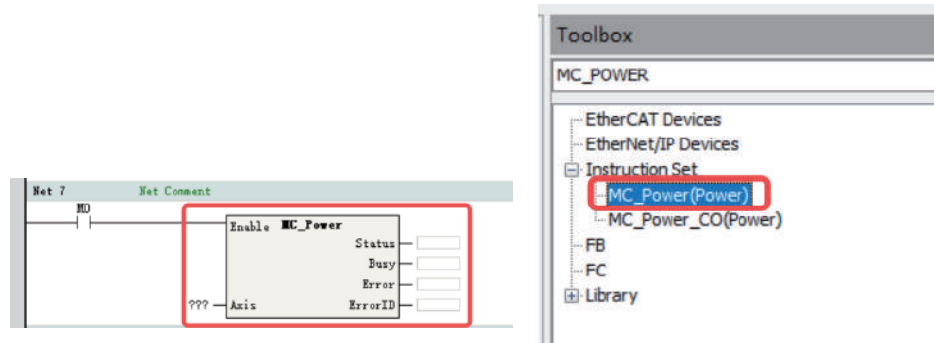 Net 7 Net Comment
M0
Enable MC_Power
Status
Busy
Error
??? Axis ErrorID
Toolbox
MC_POWER
EtherCAT Devices
EtherNet/IP Devices
Instruction Set
MC_Power(Power)
MC_Power_CO(Power)
FB
FC
Library